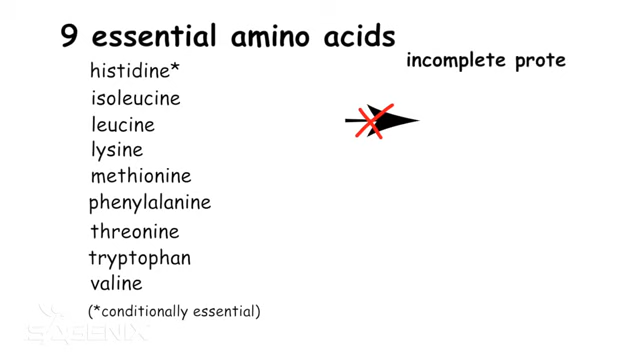 9 essential amino acids
incomplete prote
histidine*
isoleucine
leucine
lysine
methionine
phenylalanine
threonine
tryptophan
valine
(*conditionally essential)